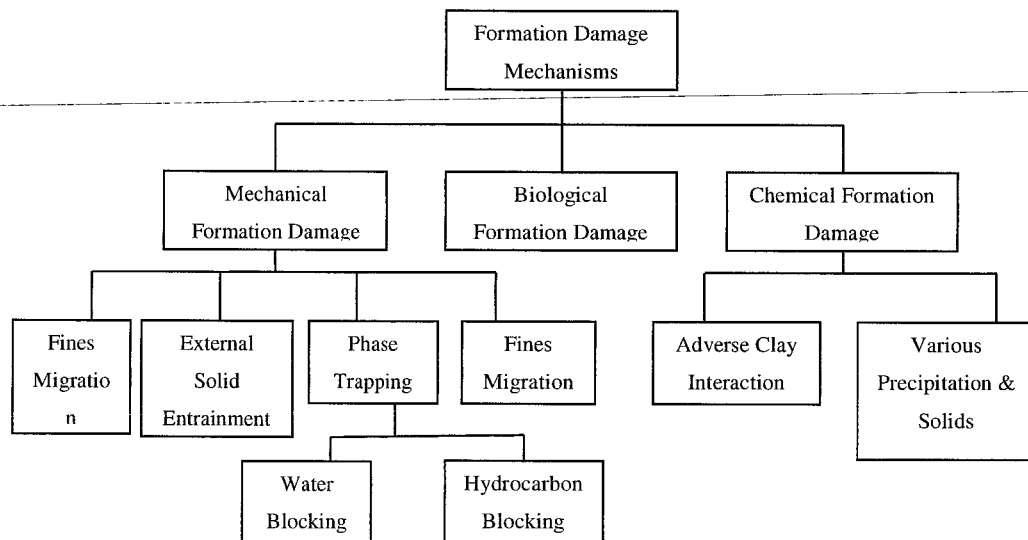 Formation Damage
Mechanisms
Mechanical
Formation Damage
Biological
Formation Damage
Chemical Formation
Damage
Fines
Migratio
n
External
Solid
Entrainment
Phase
Trapping
Fines
Migration
Adverse Clay
Interaction
Various
Precipitation &
Solids
Water
Blocking
Hydrocarbon
Blocking